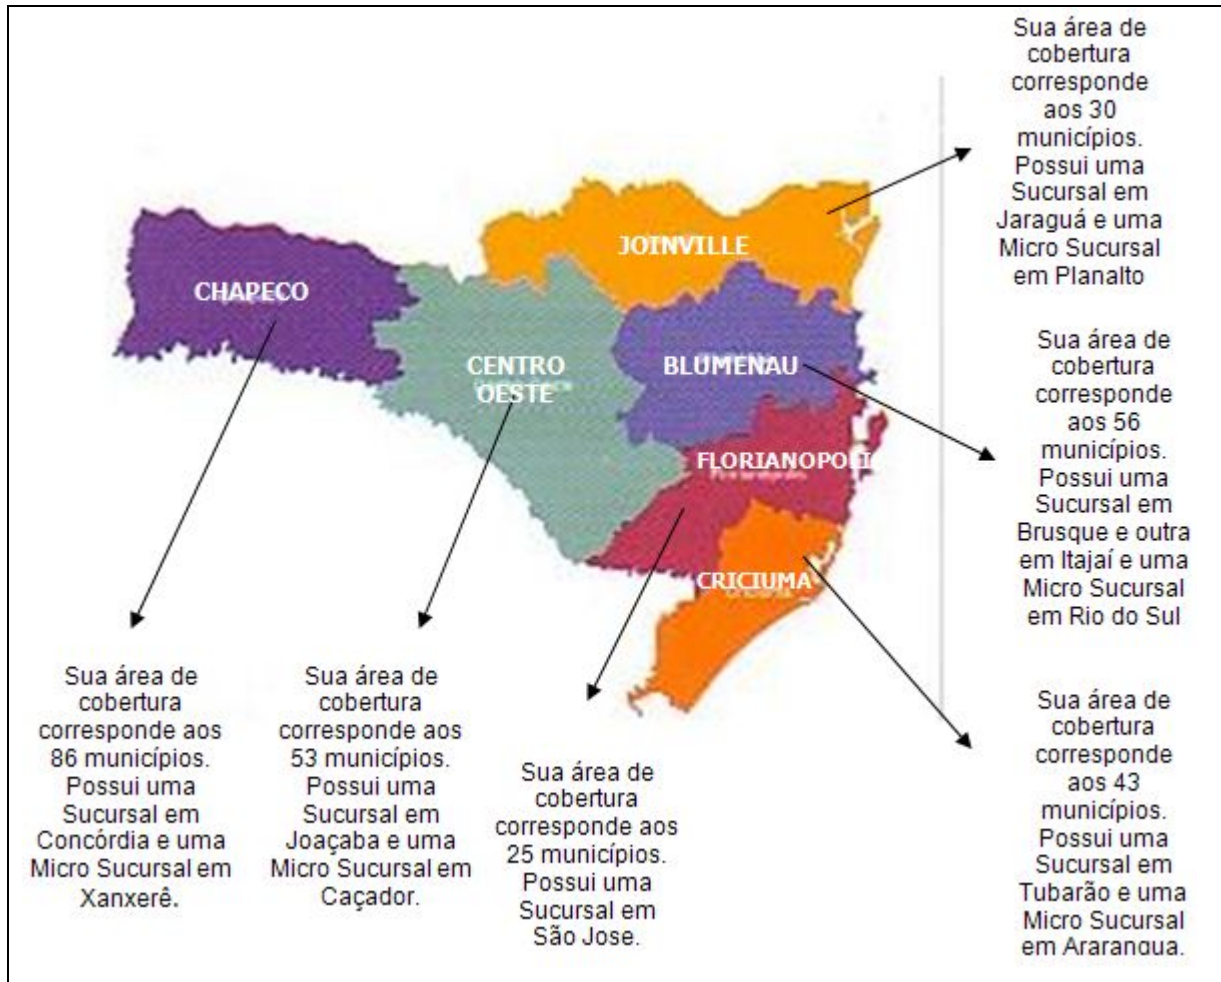 Sua área de
cobertura
corresponde
aos 30
municípios.
Possui uma
Sucursal em
Jaraguá e uma
Micro Sucursal
em Planalto
JOINVILLE
CHAPECO
CENTRO
OESTE
BLUMENAU
FLORIANOPOLI
CRICIUMA
Sua área de
cobertura
corresponde
aos 56
municípios.
Possui uma
Sucursal em
Brusque e outra
em Itajaí e uma
Micro Sucursal
em Rio do Sul
Sua área de
cobertura
corresponde aos
86 municípios.
Possui uma
Sucursal em
Concórdia e uma
Micro Sucursal em
Xanxerê.
Sua área de
cobertura
corresponde aos
53 municípios.
Possui uma
Sucursal em
Joaçaba e uma
Micro Sucursal em
Caçador.
Sua área de
cobertura
corresponde aos
25 municípios.
Possui uma
Sucursal em
São Jose.
Sua área de
cobertura
corresponde
aos 43
municípios.
Possui uma
Sucursal em
Tubarão e uma
Micro Sucursal
em Ararangua.